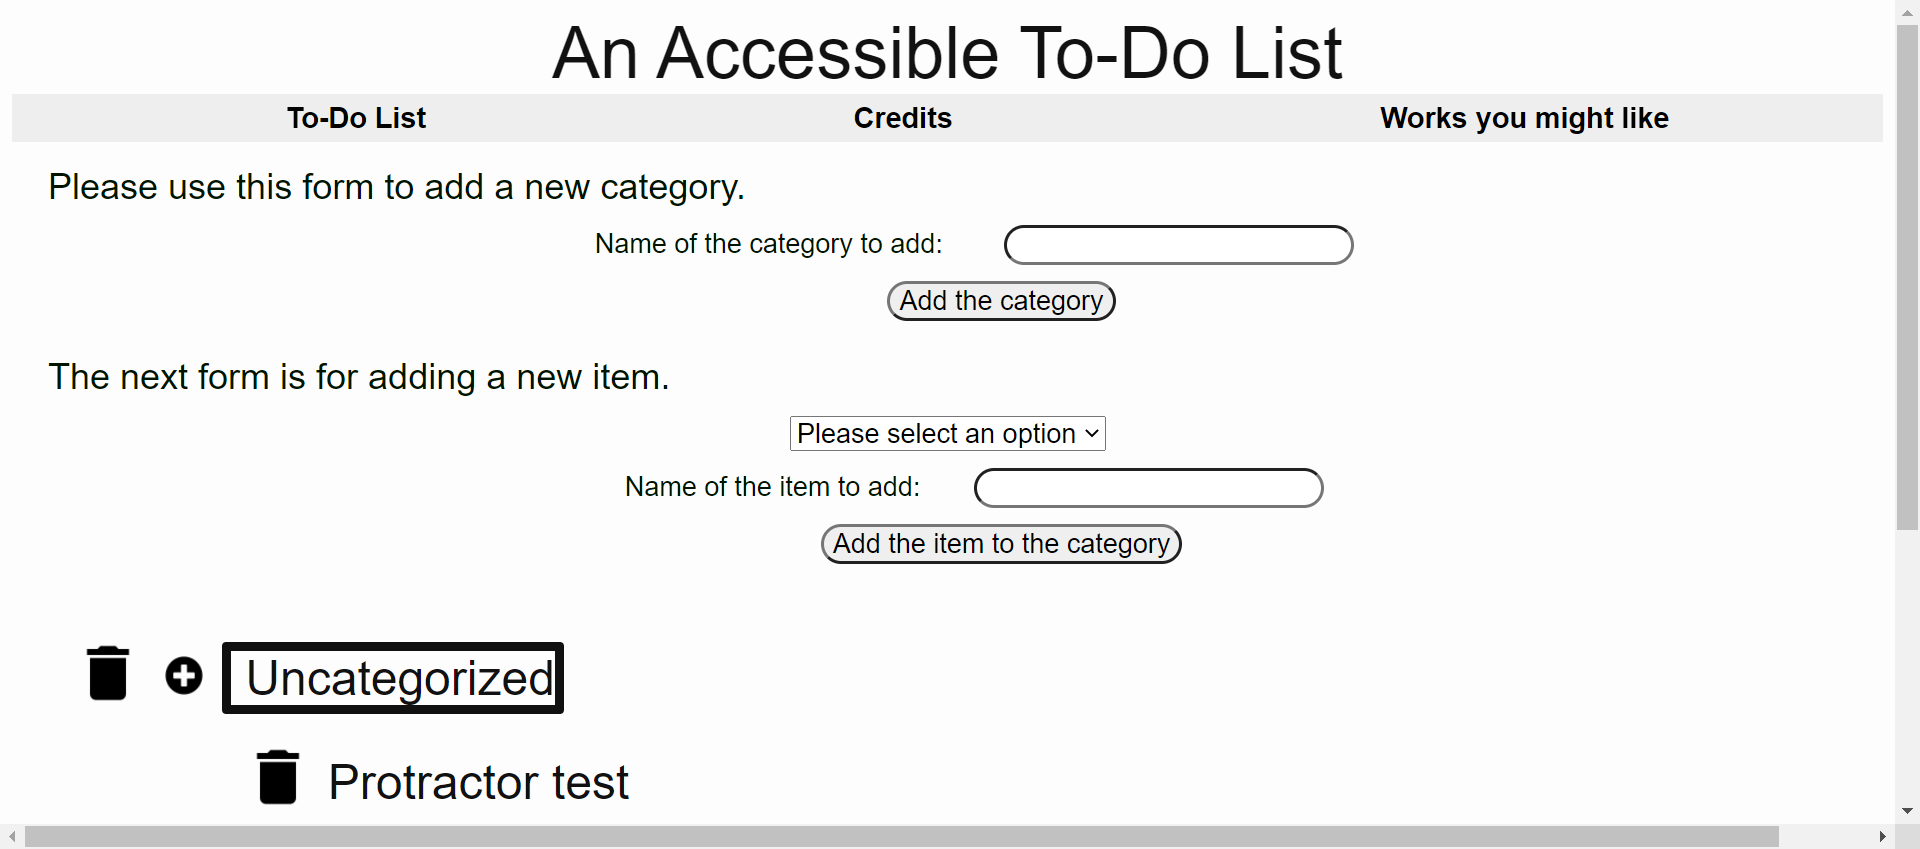 An Accessible To-Do List
To-Do List Credits Works you might like
Please use this form to add a new category.
Name of the category to add:
Add the category
The next form is for adding a new item.
Please select an option
Name of the item to add:
Add the item to the category
Uncategorized
Protractor test